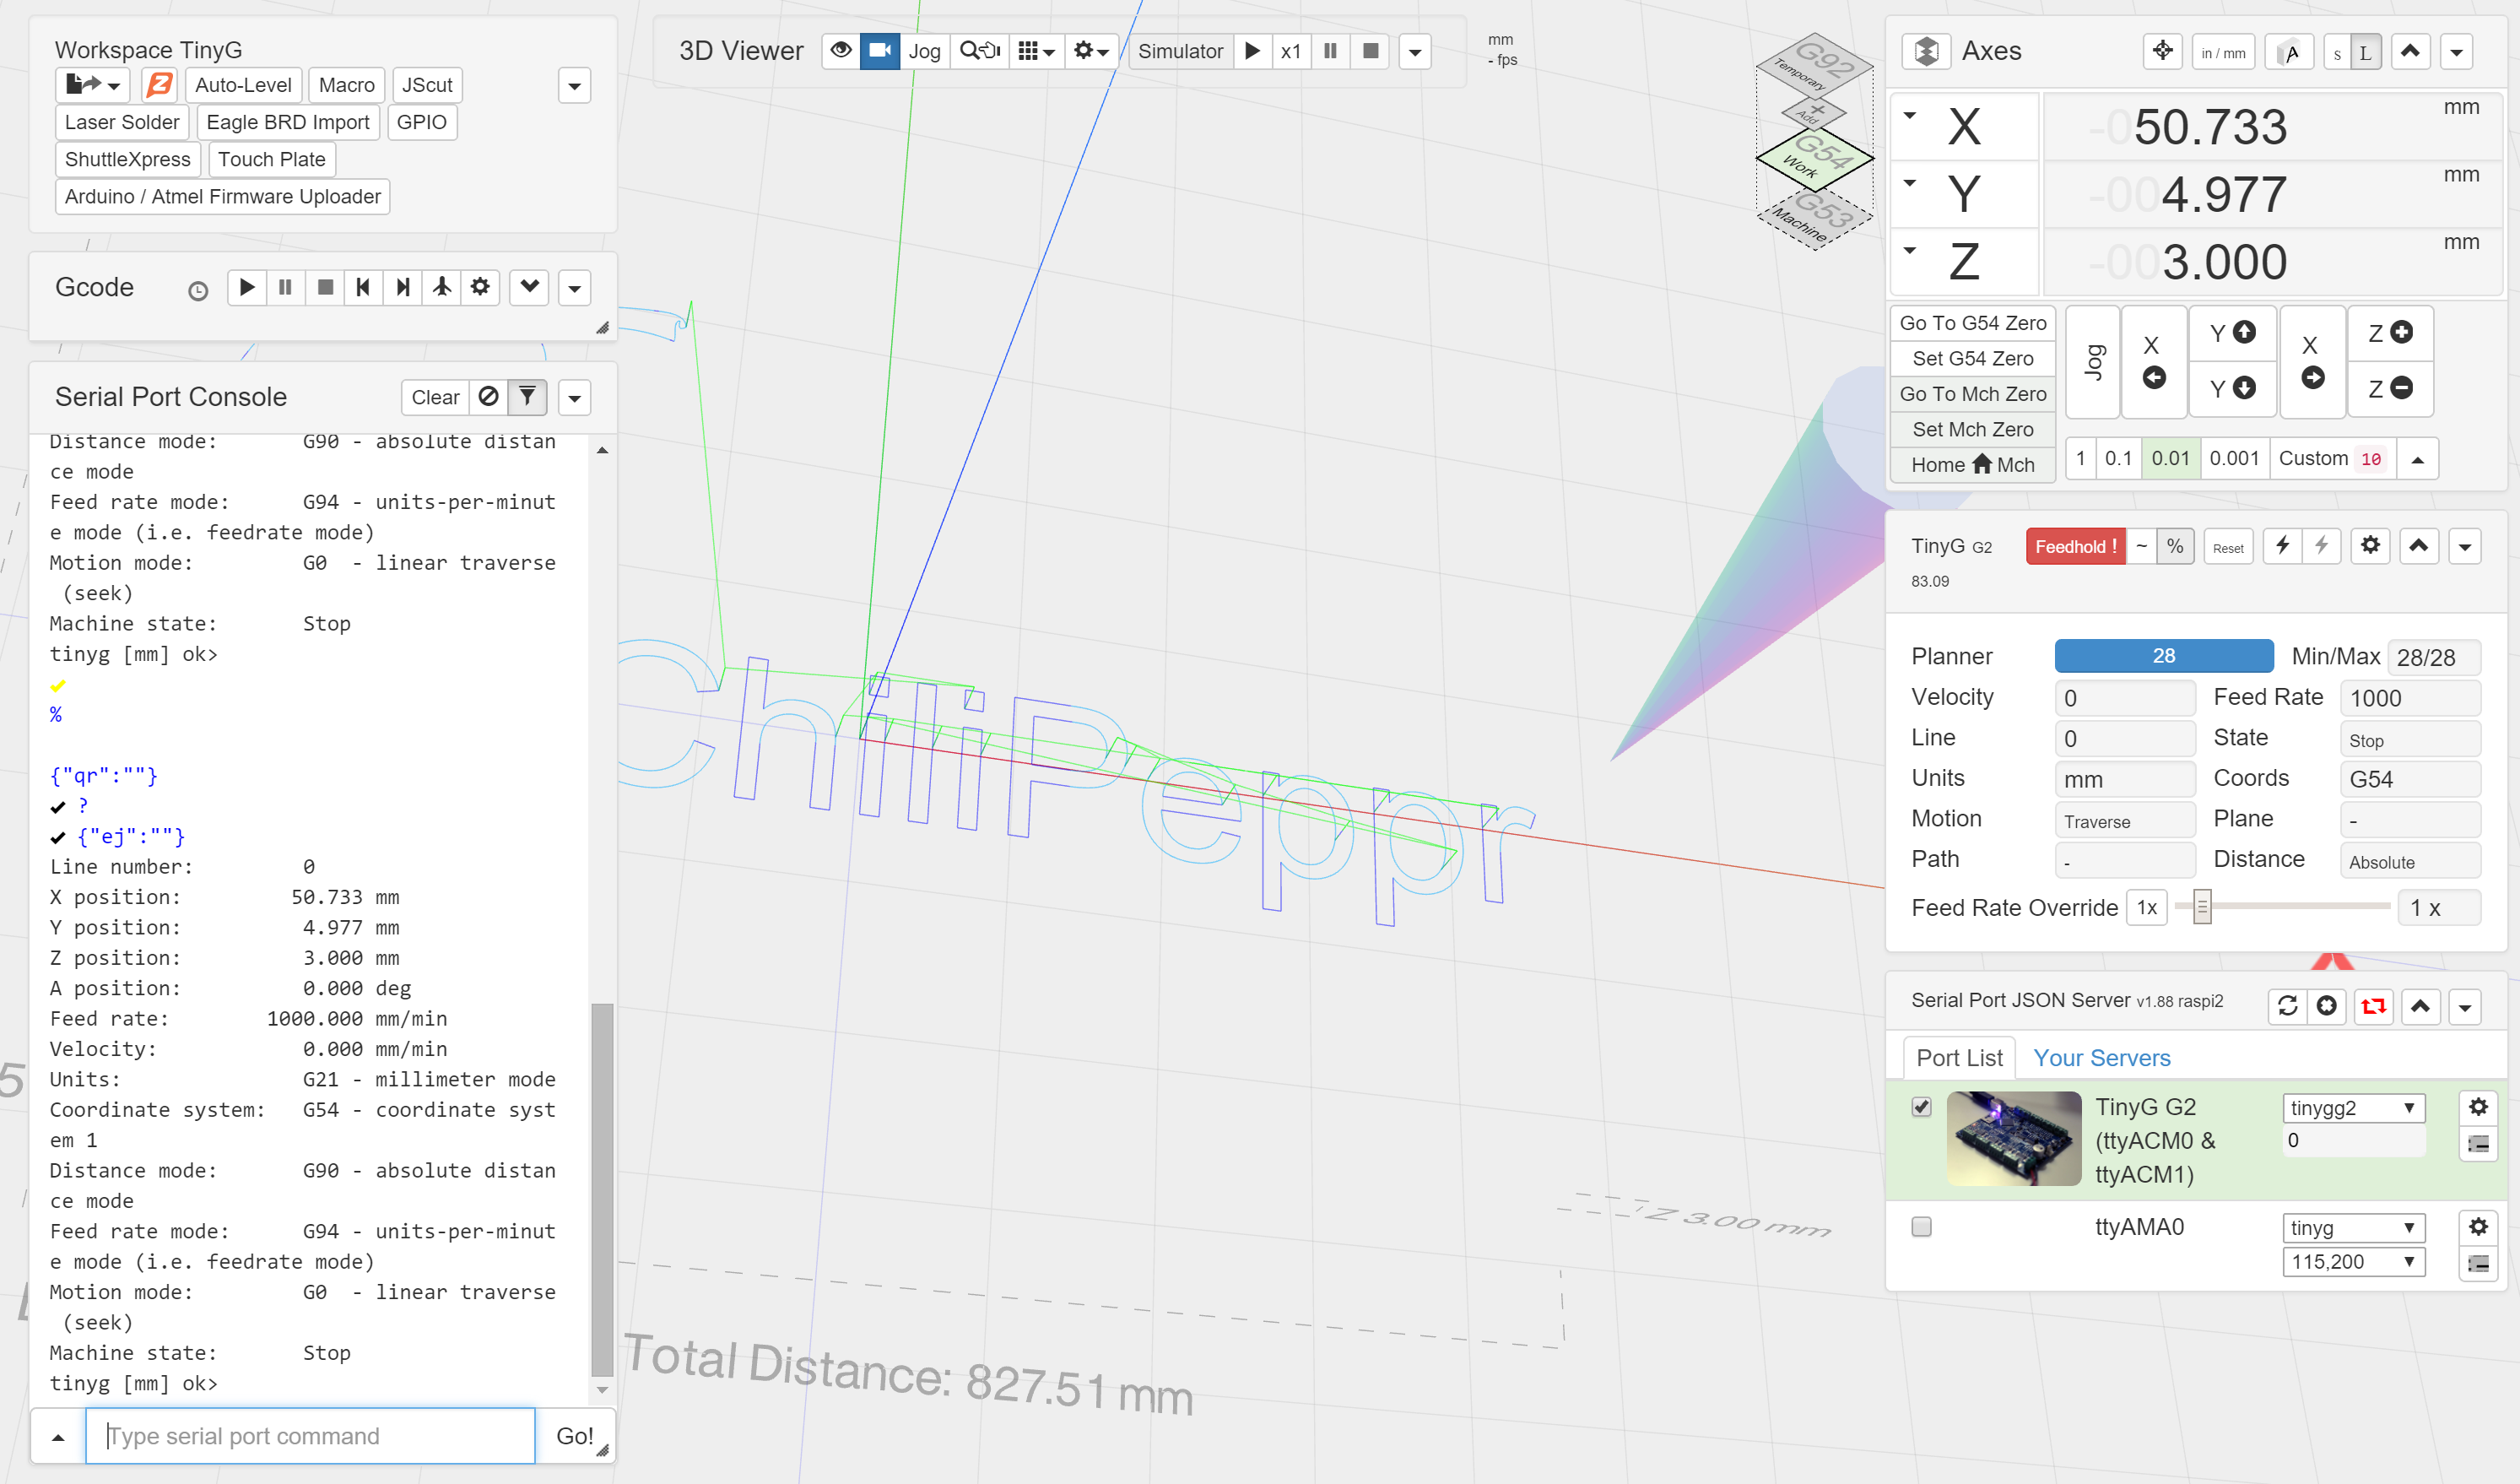 Workspace TinyG
Auto-Level Macro JScut
Laser Solder Eagle BRD Import GPIO
ShuttleXpress Touch Plate
Arduino / Atmel Firmware Uploader
Gcode
Serial Port Console Clear
Distance mode: G90 - absolute distan
ce mode
Feed rate mode: G94 - units-per-minut
e mode (i.e. feedrate mode)
Motion mode: G0 - linear traverse
(seek)
Machine state: Stop
tinyg [mm] ok>
%
{"qr":""}
?
{"ej":""}
Line number: 0
X position: 50.733 mm
Y position: 4.977 mm
Z position: 3.000 mm
A position: 0.000 deg
Feed rate: 1000.000 mm/min
Velocity: 0.000 mm/min
Units: G21 - millimeter mode
Coordinate system: G54 - coordinate syst
em 1
Distance mode: G90 - absolute distan
ce mode
Feed rate mode: G94 - units-per-minut
e mode (i.e. feedrate mode)
Motion mode: G0 - linear traverse
(seek)
Machine state: Stop
tinyg [mm] ok>
Type serial port command Go!
3D Viewer Jog Simulator x1
mm
- fps
G92
Temporary
+
Add
G54
Work
G53
Machine
ChiliPeppr
Z 3.00 mm
Total Distance: 827.51 mm
5
Axes in / mm A s L
X -050.733 mm
Y -004.977 mm
Z -003.000 mm
Go To G54 Zero
Set G54 Zero
Go To Mch Zero
Set Mch Zero
Home Mch
Jog
X
Y
Y
X
Z
Z
1 0.1 0.01 0.001 Custom 10
TinyG G2 Feedhold ! ~ % Reset
83.09
Planner 28 Min/Max 28/28
Velocity 0 Feed Rate 1000
Line 0 State Stop
Units mm Coords G54
Motion Traverse Plane -
Path - Distance Absolute
Feed Rate Override 1x 1 x
Serial Port JSON Server v1.88 raspi2
Port List Your Servers
TinyG G2 tinygg2
(ttyACM0 & 0
ttyACM1)
ttyAMA0 tinyg
115,200